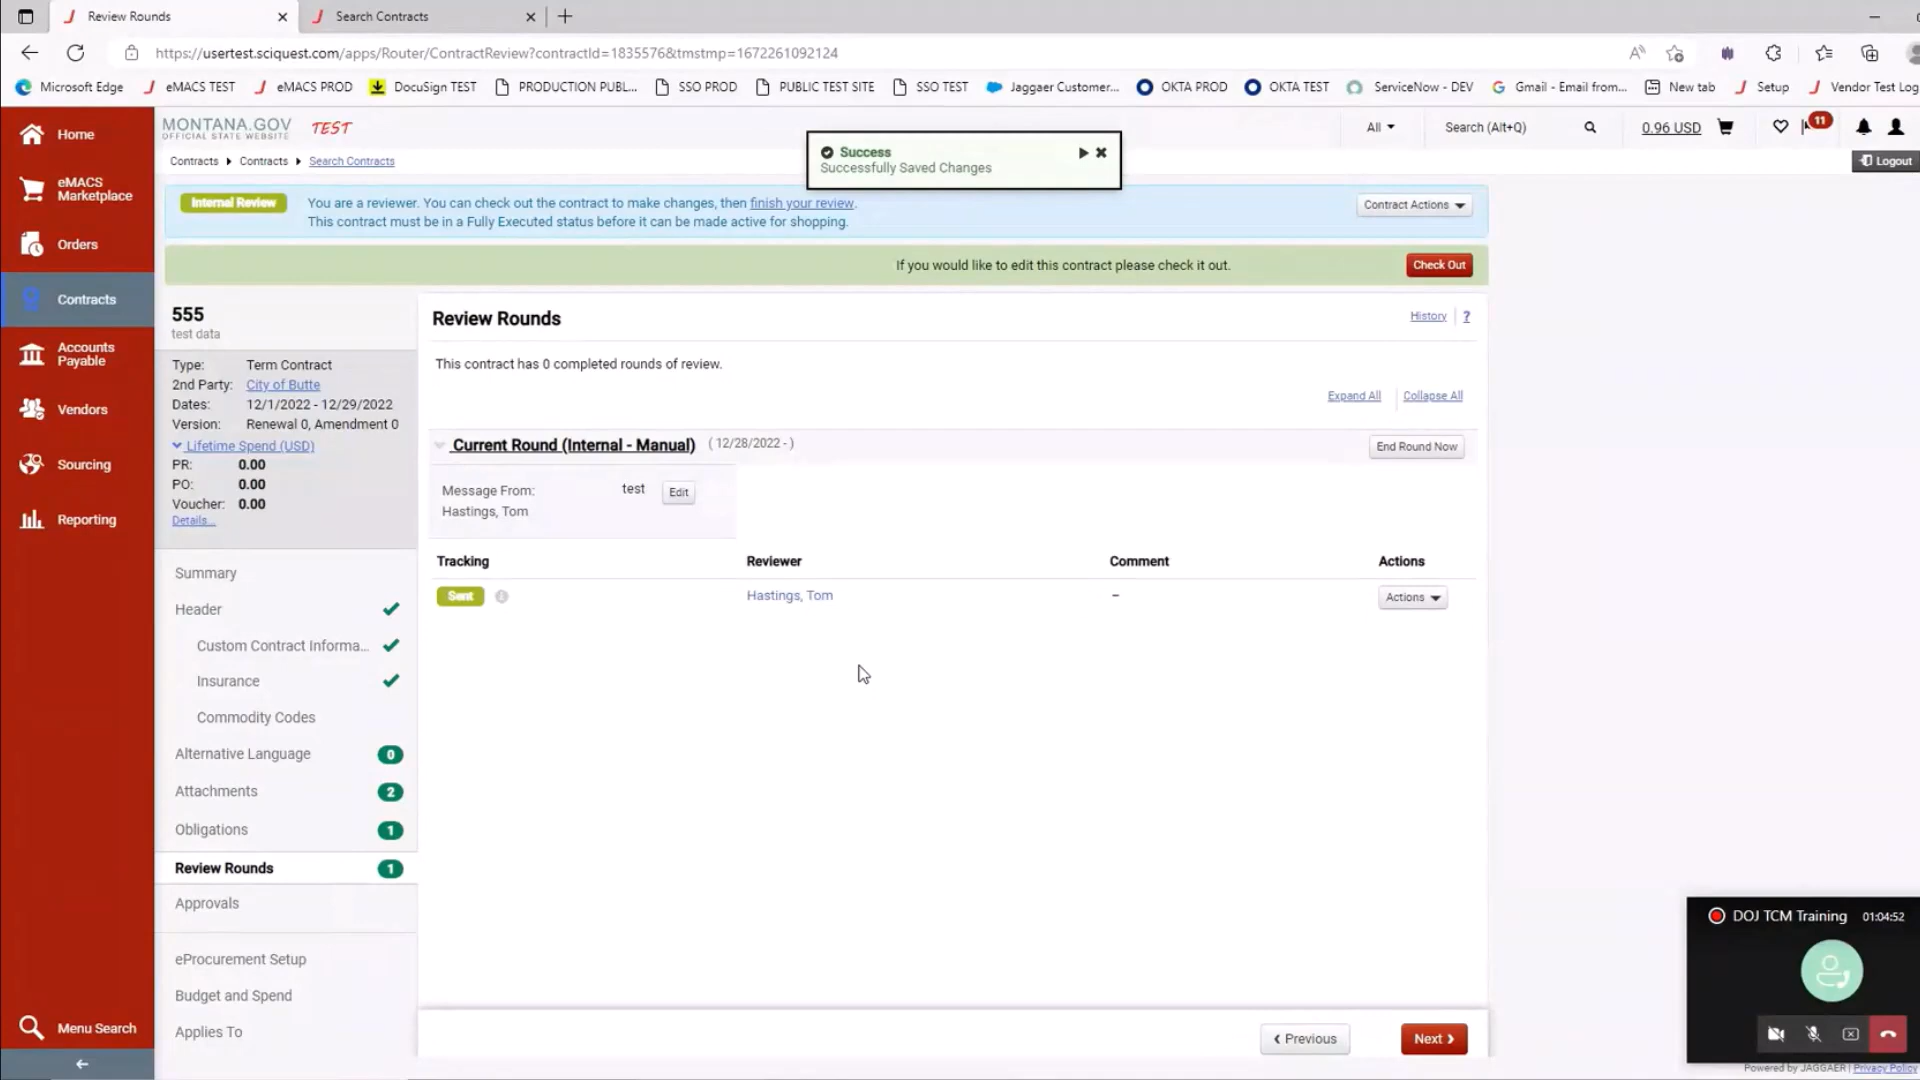 Review Rounds
Search Contracts
https://usertest.sciquest.com/apps/Router/ContractReview?contractId=1835576&tmstmp=1672261092124
Microsoft Edge
eMACS TEST
eMACS PROD
DocuSign TEST
PRODUCTION PUBL...
SSO PROD
PUBLIC TEST SITE
SSO TEST
Jaggaer Customer...
OKTA PROD
OKTA TEST
ServiceNow - DEV
Gmail - Email from...
New tab
Setup
Vendor Test Log
Home
eMACS
Marketplace
Orders
Contracts
Accounts
Payable
Vendors
Sourcing
Reporting
Menu Search
MONTANA.GOV
OFFICIAL STATE WEBSITE
TEST
All
Search (Alt+Q)
0.96 USD
11
Logout
Contracts
Contracts
Search Contracts
Success
Successfully Saved Changes
Internal Review
You are a reviewer. You can check out the contract to make changes, then finish your review.
This contract must be in a Fully Executed status before it can be made active for shopping.
Contract Actions
If you would like to edit this contract please check it out.
Check Out
555
test data
Type: Term Contract
2nd Party: City of Butte
Dates: 12/1/2022 - 12/29/2022
Version: Renewal 0, Amendment 0
Lifetime Spend (USD)
PR: 0.00
PO: 0.00
Voucher: 0.00
Details...
Summary
Header
Custom Contract Informa...
Insurance
Commodity Codes
Alternative Language 0
Attachments 2
Obligations 1
Review Rounds 1
Approvals
eProcurement Setup
Budget and Spend
Applies To
Review Rounds
History
?
This contract has 0 completed rounds of review.
Expand All
Collapse All
Current Round (Internal - Manual) ( 12/28/2022 - )
End Round Now
Message From: test Edit
Hastings, Tom
Tracking Reviewer Comment Actions
Sent Hastings, Tom – Actions
Previous
Next
DOJ TCM Training 01:04:52
Powered by JAGGAER | Privacy Policy